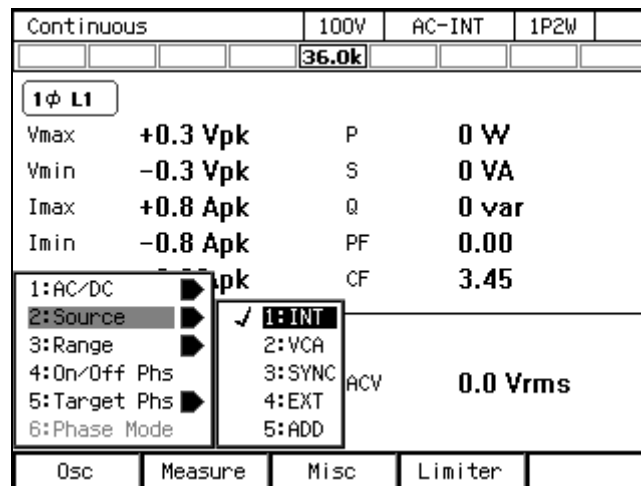 Continuous 100V AC-INT 1P2W
36.0k
1ϕ L1
Vmax +0.3 Vpk P 0 W
Vmin -0.3 Vpk S 0 VA
Imax +0.8 Apk Q 0 var
Imin -0.8 Apk PF 0.00
pk CF 3.45
1:AC/DC
2:Source 1:INT
3:Range 2:VCA
4:On/Off Phs 3:SYNC ACV 0.0 Vrms
5:Target Phs 4:EXT
6:Phase Mode 5:ADD
Osc Measure Misc Limiter